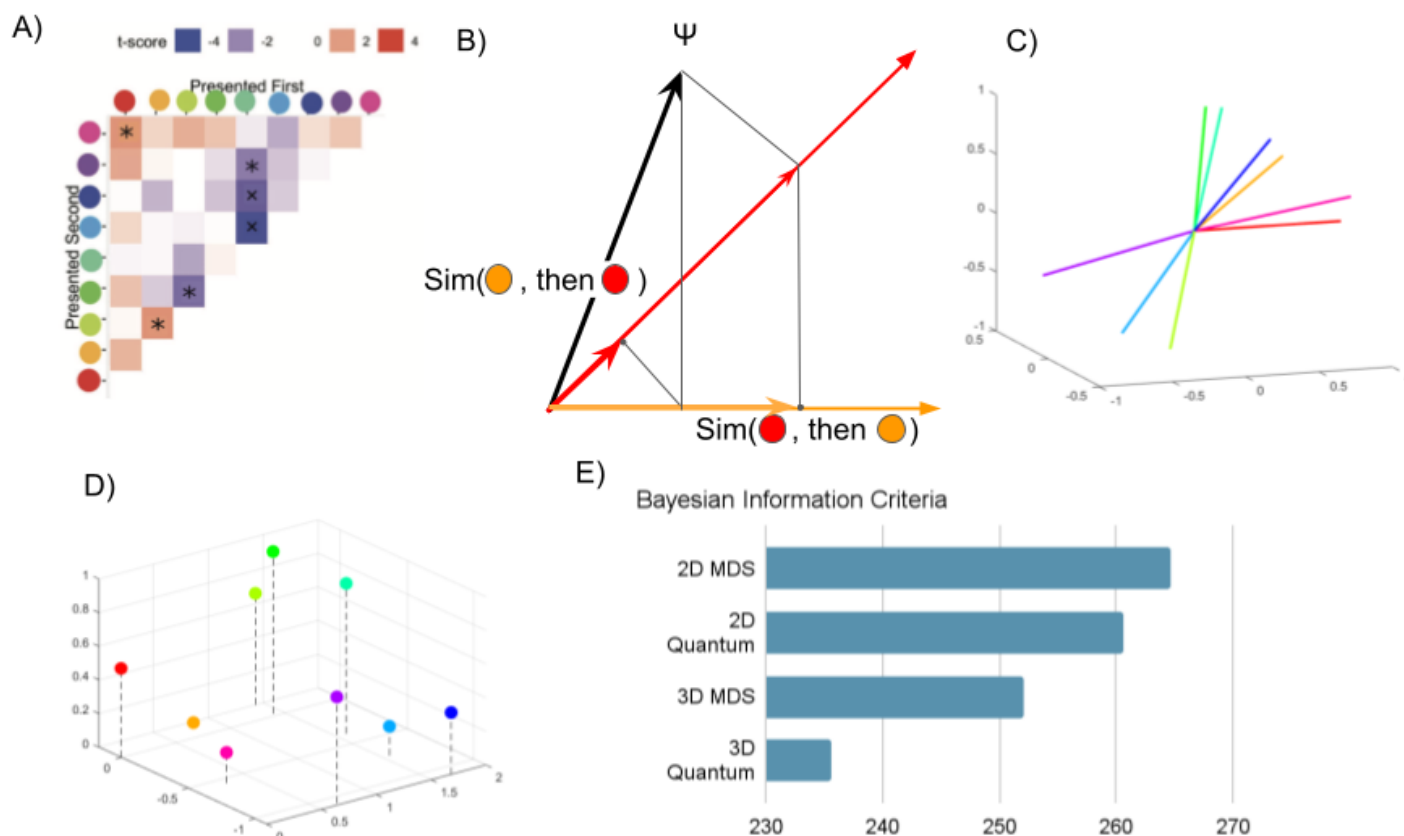 A)
t-score -4 -2 0 2 4
Presented First
Presented Second
* 
*
×
×
*
*
B)
Ψ
Sim( , then )
Sim( , then )
C)
1
0.5
0
-0.5
-1
0.5
0
-0.5
-1
-0.5
0
0.5
D)
1
0.8
0.6
0.4
0.2
0
0
-0.5
-1
0
0.5
1
1.5
2
E)
Bayesian Information Criteria
2D MDS
2D
Quantum
3D MDS
3D
Quantum
230 240 250 260 270